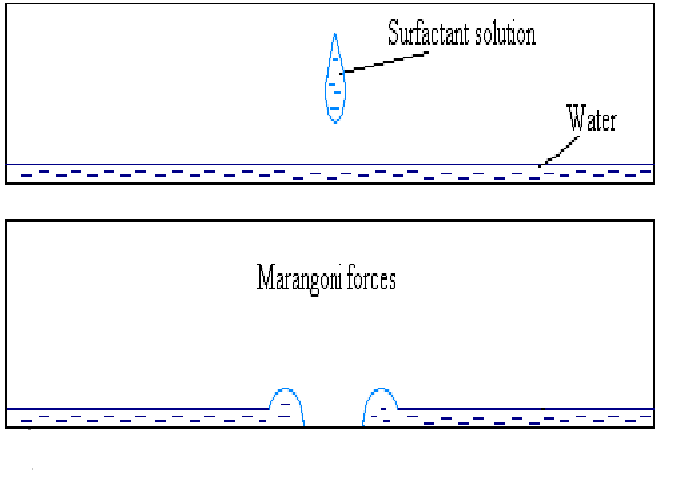 Surfactant solution
Water
Marangoni forces